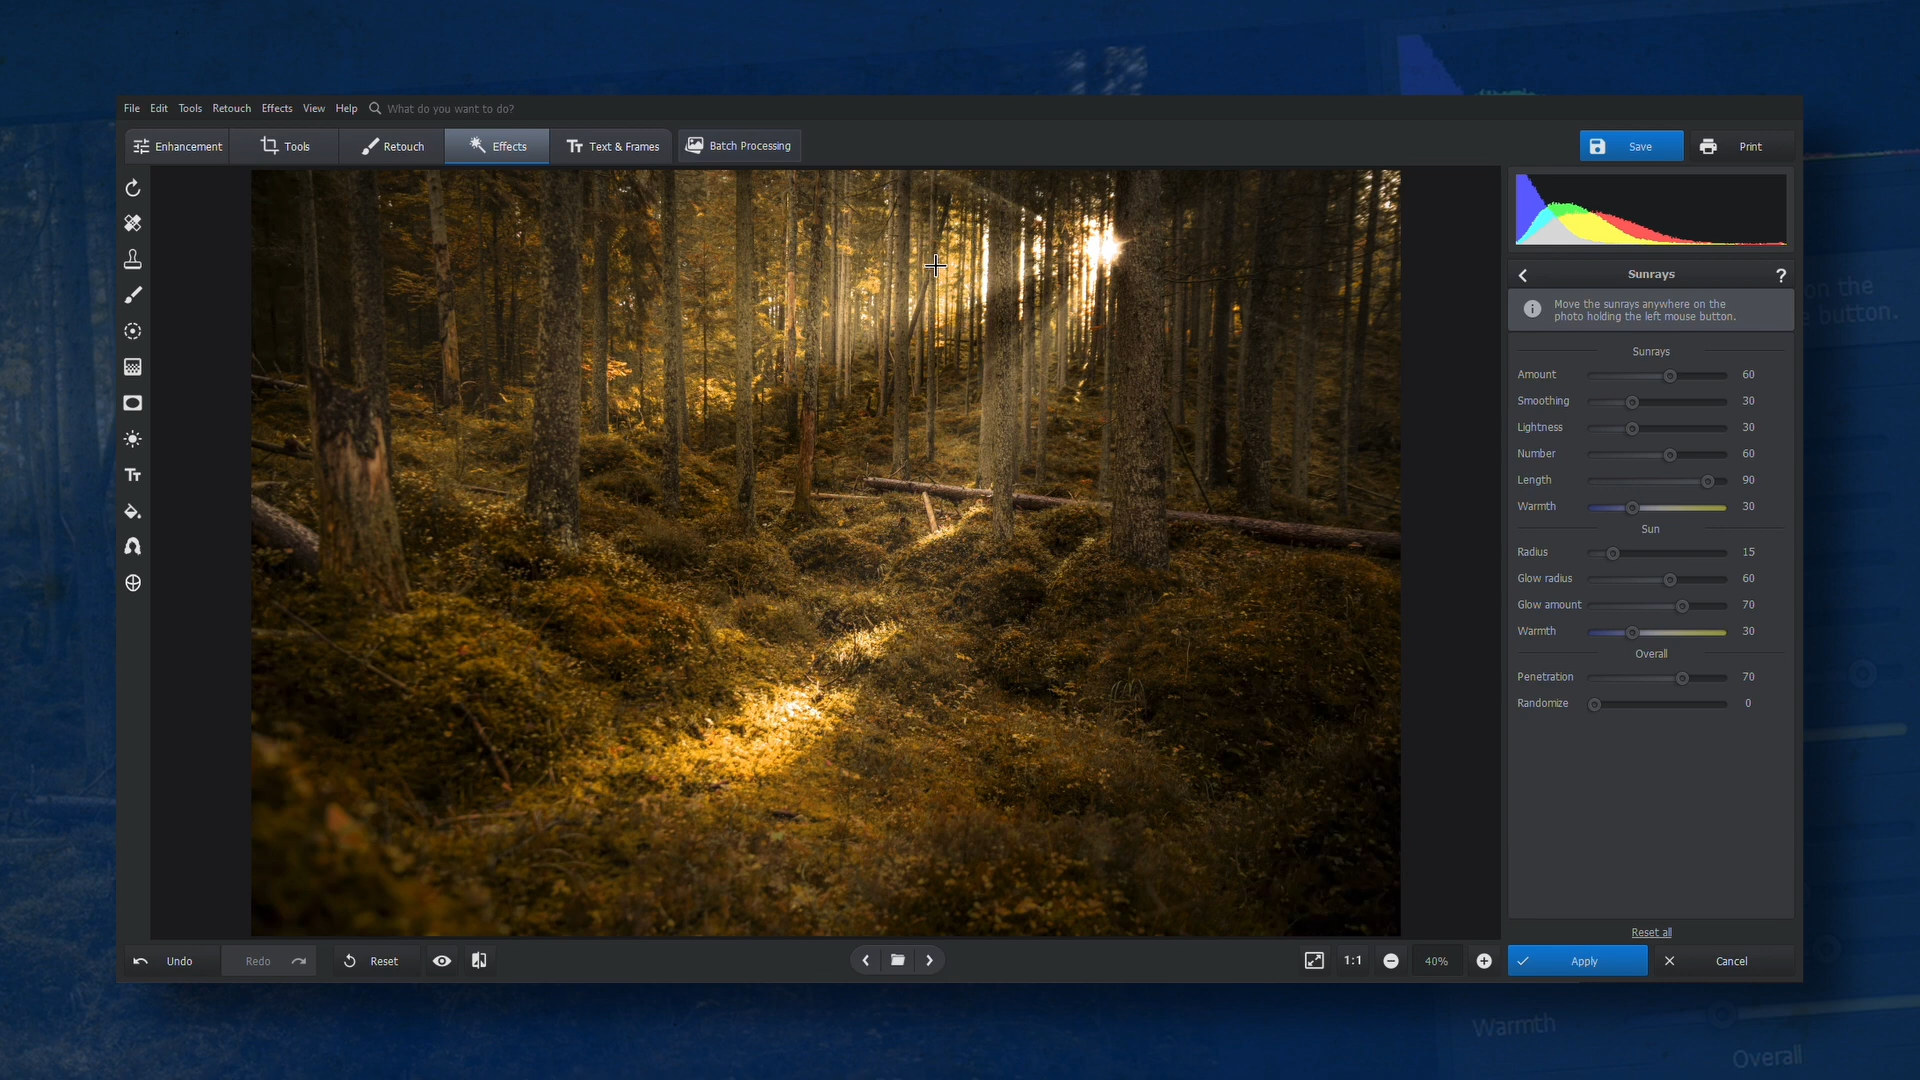 File Edit Tools Retouch Effects View Help What do you want to do?
Enhancement Tools Retouch Effects Text & Frames Batch Processing Save Print
Sunrays ?
Move the sunrays anywhere on the
photo holding the left mouse button.
Sunrays
Amount 60
Smoothing 30
Lightness 30
Number 60
Length 90
Warmth 30
Sun
Radius 15
Glow radius 60
Glow amount 70
Warmth 30
Overall
Penetration 70
Randomize 0
Reset all
Undo Redo Reset 1:1 40% Apply Cancel
on the
button.
Warmth
Overall